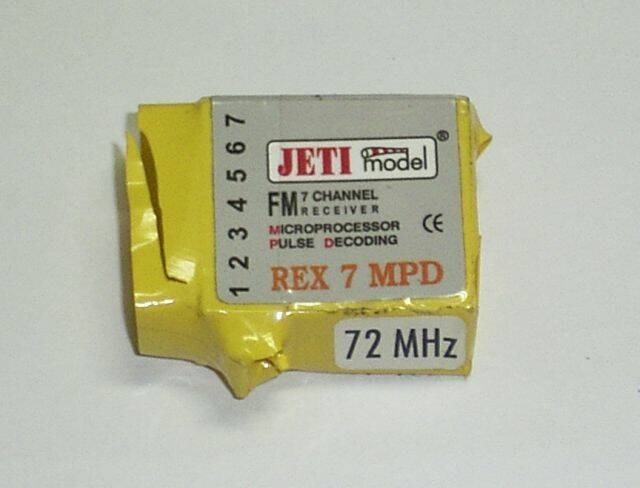 1 2 3 4 5 6 7
JETI model ®
FM 7 CHANNEL
RECEIVER
MICROPROCESSOR
PULSE DECODING
CE
REX 7 MPD
72 MHz